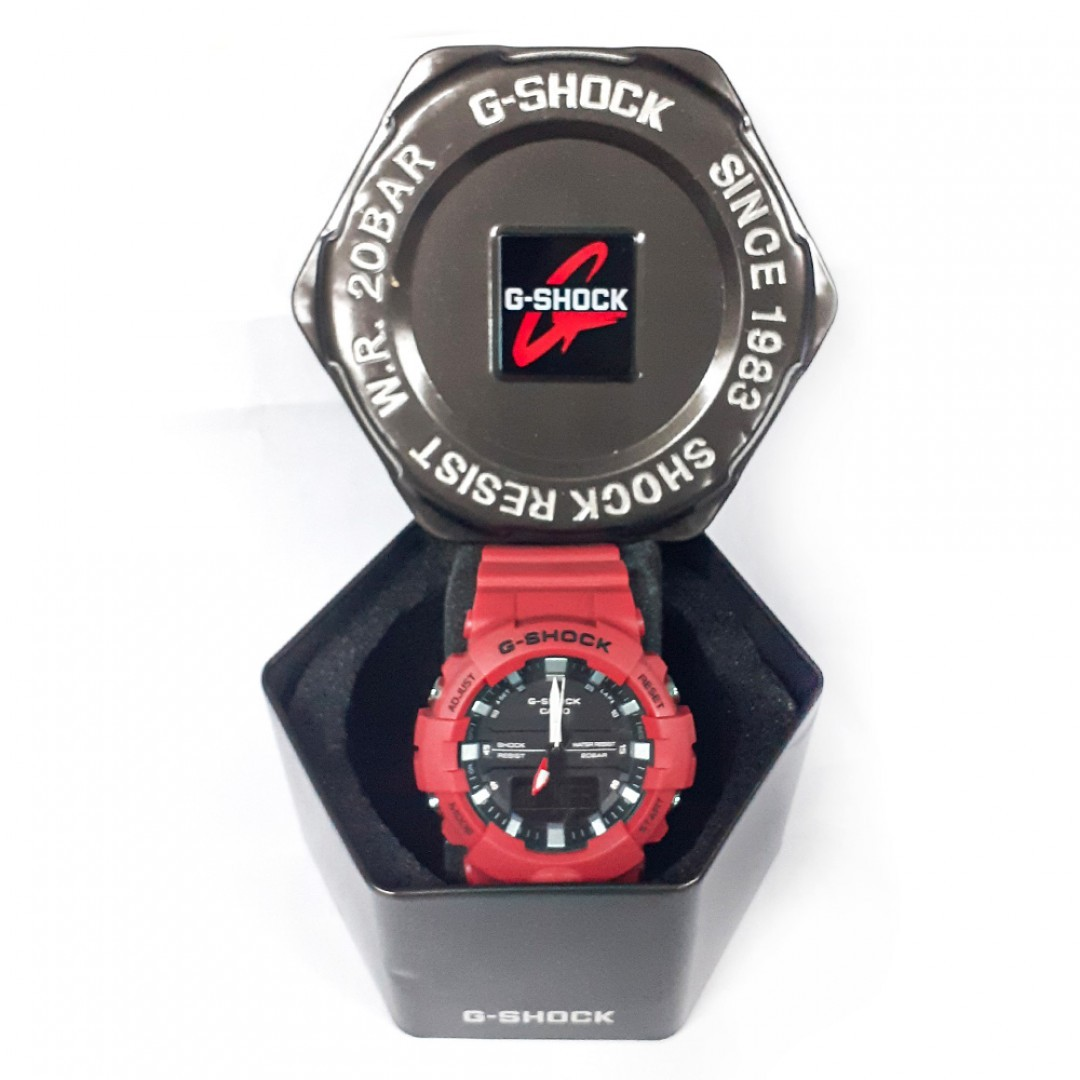 G-SHOCK
SINCE 1983
SHOCK RESIST
W.R. 20BAR
G-SHOCK
G-SHOCK
ADJUST
RESET
MODE
START
G-SHOCK
CASIO
SHOCK
RESIST
WATER RESIST
20BAR
G-SHOCK